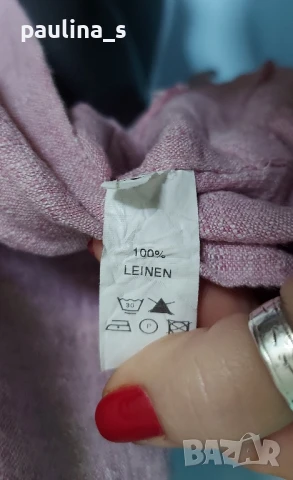 paulina_s
100%
LEINEN
30
P
BAZAR